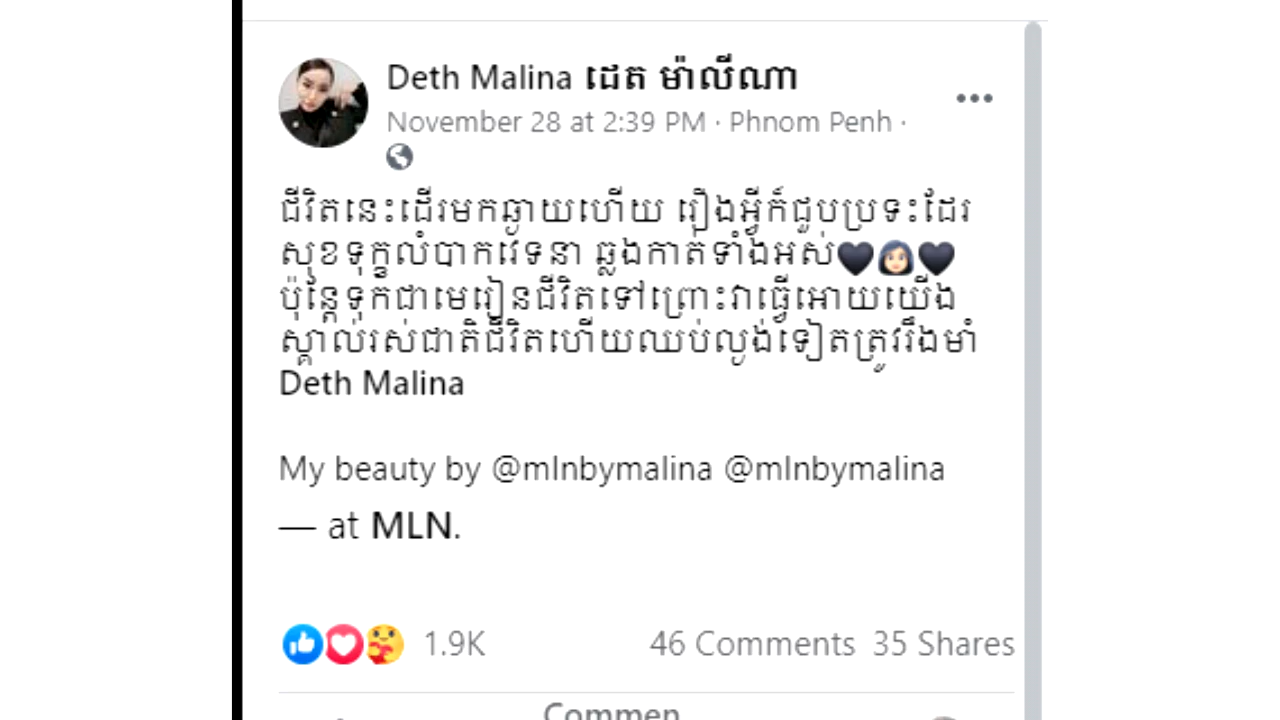 Deth Malina ដេត ម៉ាលីណា
November 28 at 2:39 PM · Phnom Penh ·
ជីវិតនេះដើរមកឆ្ងាយហើយ រឿងអ្វីក៏ជួបប្រទះដែរ
សុខទុក្ខលំបាកវេទនា ឆ្លងកាត់ទាំងអស់🖤👩🏻🖤
ប៉ុន្តែទុកជាមេរៀនជីវិតទៅព្រោះវាធ្វើអោយយើង
ស្គាល់រស់ជាតិជីវិតហើយឈប់ល្ងង់ទៀតត្រូវរឹងមាំ
Deth Malina
My beauty by @mlnbymalina @mlnbymalina
— at MLN.
1.9K 46 Comments 35 Shares
Commen